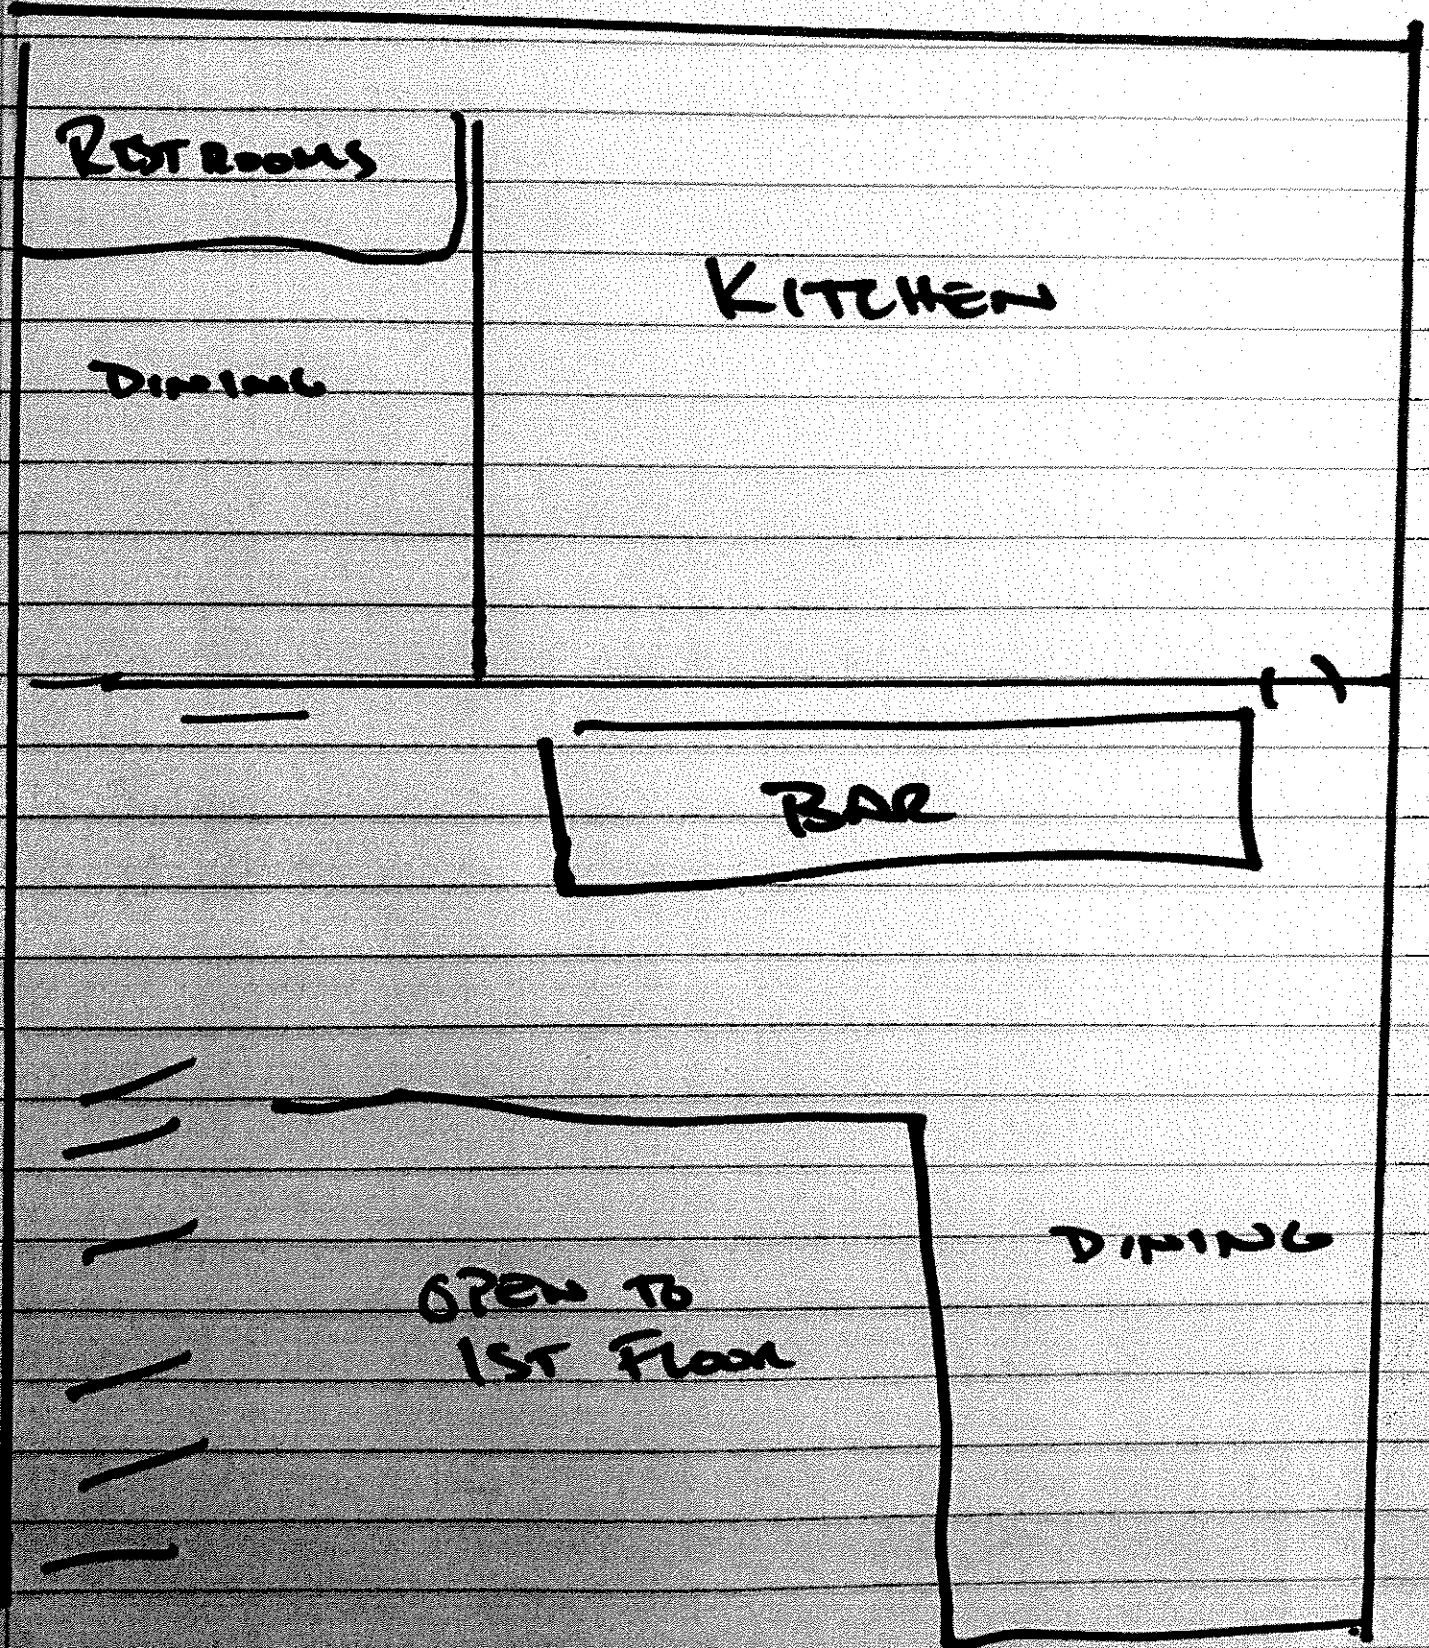 RESTROOMS
KITCHEN
DINING
BAR
DINING
OPEN TO
1ST FLOOR